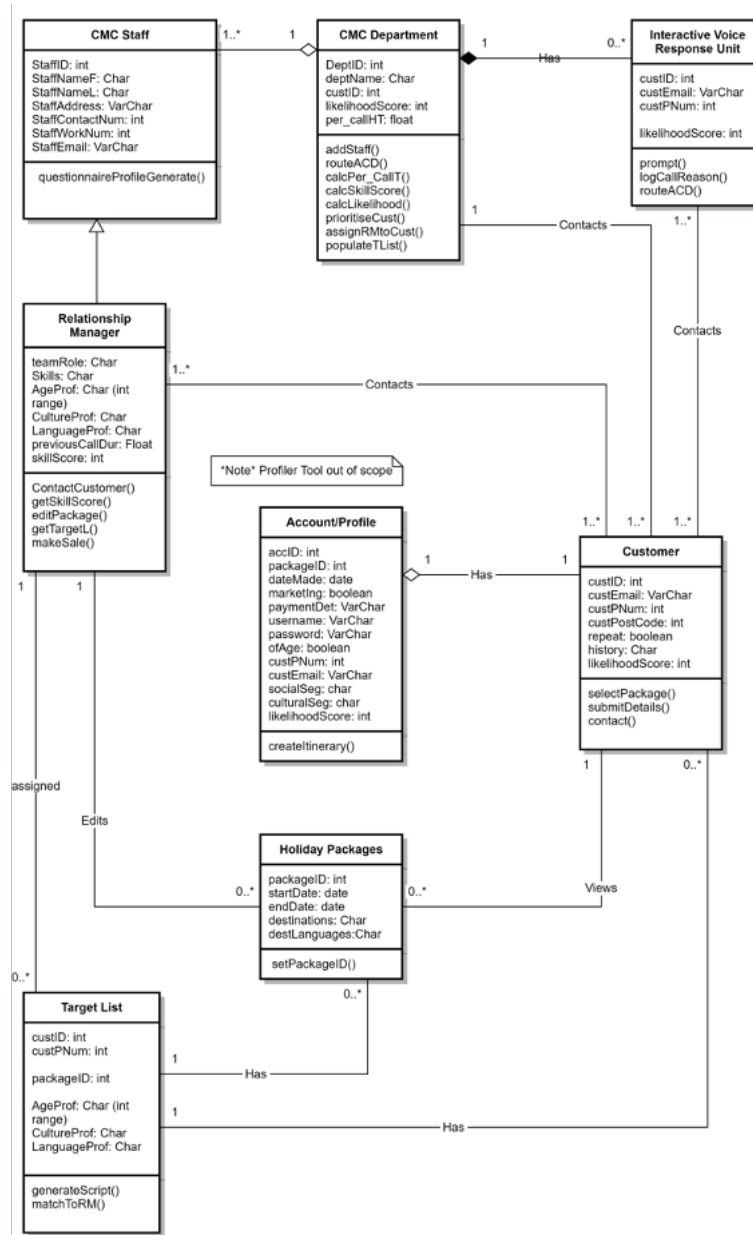 CMC Staff
StaffID: int
StaffNameF: Char
StaffNameL: Char
StaffAddress: VarChar
StaffContactNum: int
StaffWorkNum: int
StaffEmail: VarChar
questionnaireProfileGenerate()
1..*
1
CMC Department
DeptID: int
deptName: Char
custID: int
likelihoodScore: int
per_callHT: float
addStaff()
routeACD()
calcPer_CallT()
calcSkillScore()
calcLikelihood()
prioritiseCust()
assignRMtoCust()
populateTList()
1
Has
0..*
Interactive Voice
Response Unit
custID: int
custEmail: VarChar
custPNum: int
likelihoodScore: int
prompt()
logCallReason()
routeACD()
1
Contacts
1..*
Contacts
Relationship
Manager
teamRole: Char
Skills: Char
AgeProf: Char (int
range)
CultureProf: Char
LanguageProf: Char
previousCallDur: Float
skillScore: int
ContactCustomer()
getSkillScore()
editPackage()
getTargetL()
makeSale()
1..*
Contacts
1..*
1..*
1..*
*Note* Profiler Tool out of scope
Account/Profile
accID: int
packageID: int
dateMade: date
marketIng: boolean
paymentDet: VarChar
username: VarChar
password: VarChar
ofAge: boolean
custPNum: int
custEmail: VarChar
socialSeg: char
culturalSeg: char
likelihoodScore: int
createItinerary()
1
Has
1
Customer
custID: int
custEmail: VarChar
custPNum: int
custPostCode: int
repeat: boolean
history: Char
likelihoodScore: int
selectPackage()
submitDetails()
contact()
1
1
1
0..*
assigned
Edits
Views
0..*
0..*
Holiday Packages
packageID: int
startDate: date
endDate: date
destinations: Char
destLanguages:Char
setPackageID()
0..*
0..*
Target List
custID: int
custPNum: int
packageID: int
AgeProf: Char (int
range)
CultureProf: Char
LanguageProf: Char
generateScript()
matchToRM()
1
Has
1
Has